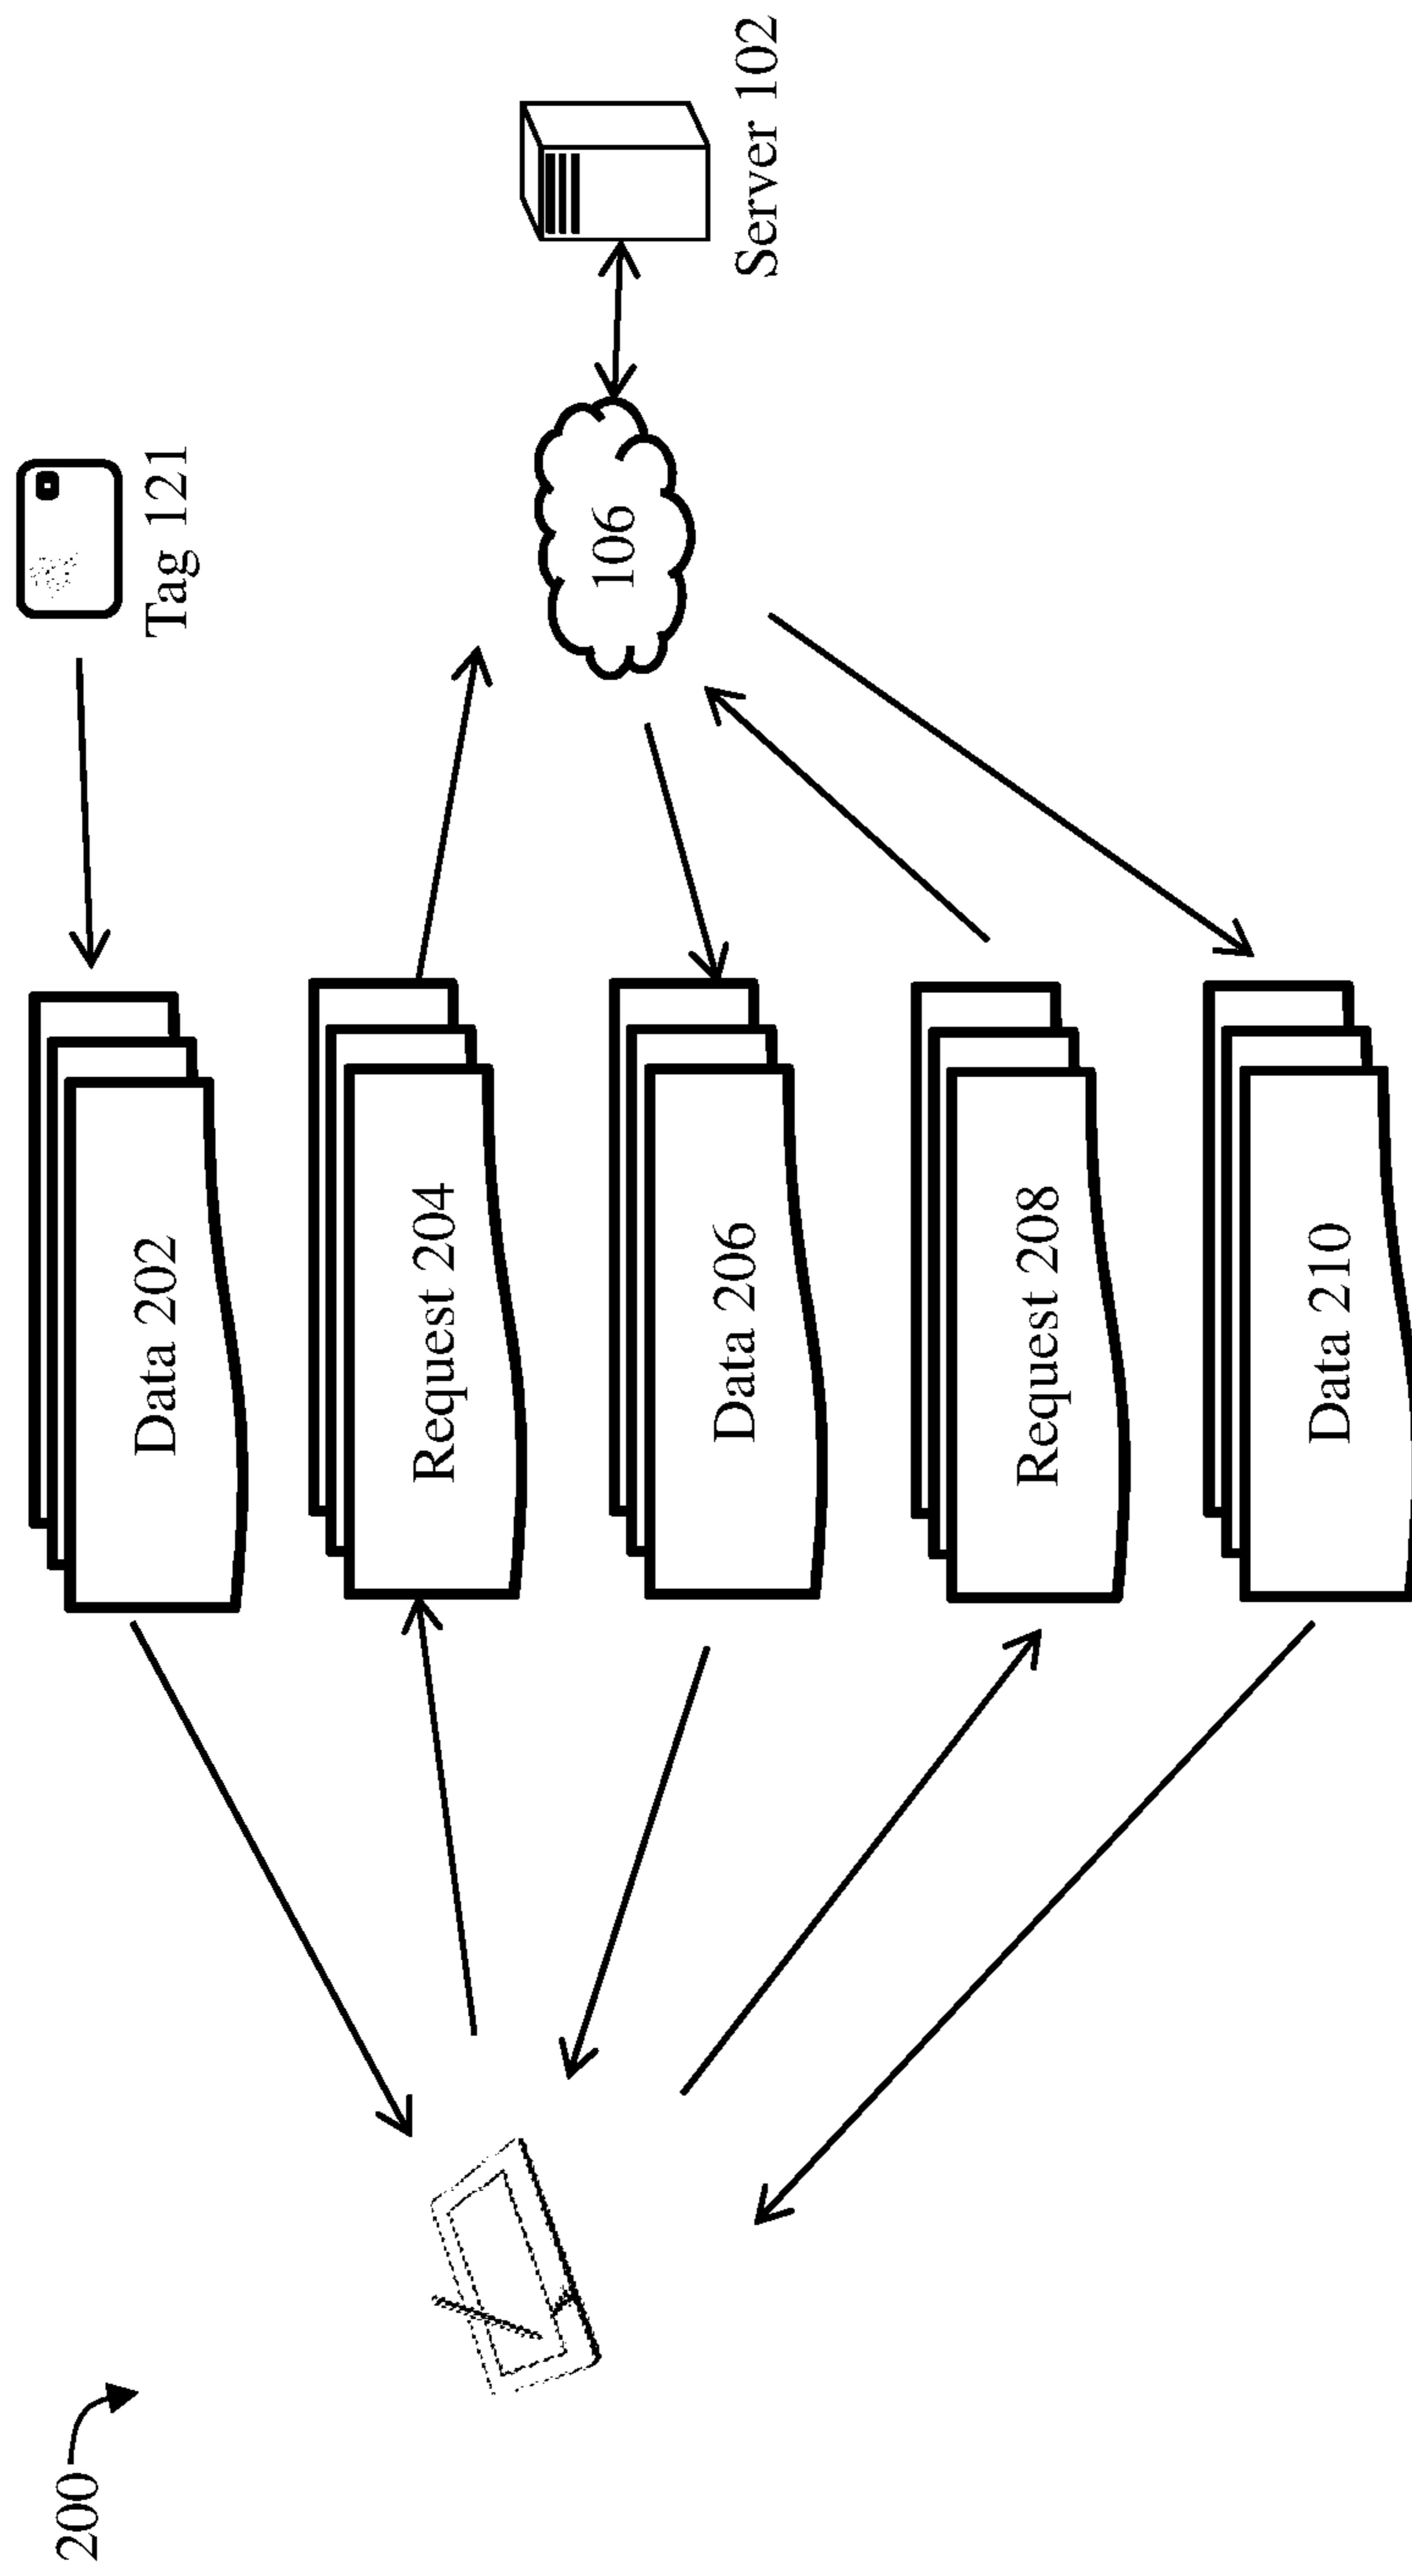 200
Tag 121
Data 202
Request 204
106
Server 102
Data 206
Request 208
Data 210